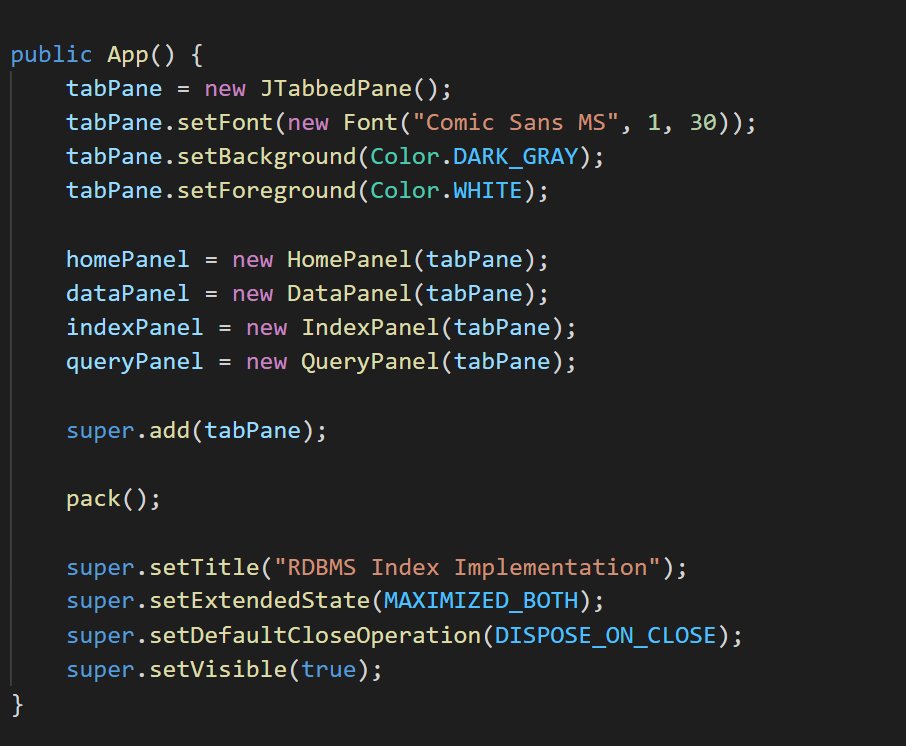 public App() {
    tabPane = new JTabbedPane();
    tabPane.setFont(new Font("Comic Sans MS", 1, 30));
    tabPane.setBackground(Color.DARK_GRAY);
    tabPane.setForeground(Color.WHITE);

    homePanel = new HomePanel(tabPane);
    dataPanel = new DataPanel(tabPane);
    indexPanel = new IndexPanel(tabPane);
    queryPanel = new QueryPanel(tabPane);

    super.add(tabPane);

    pack();

    super.setTitle("RDBMS Index Implementation");
    super.setExtendedState(MAXIMIZED_BOTH);
    super.setDefaultCloseOperation(DISPOSE_ON_CLOSE);
    super.setVisible(true);
}